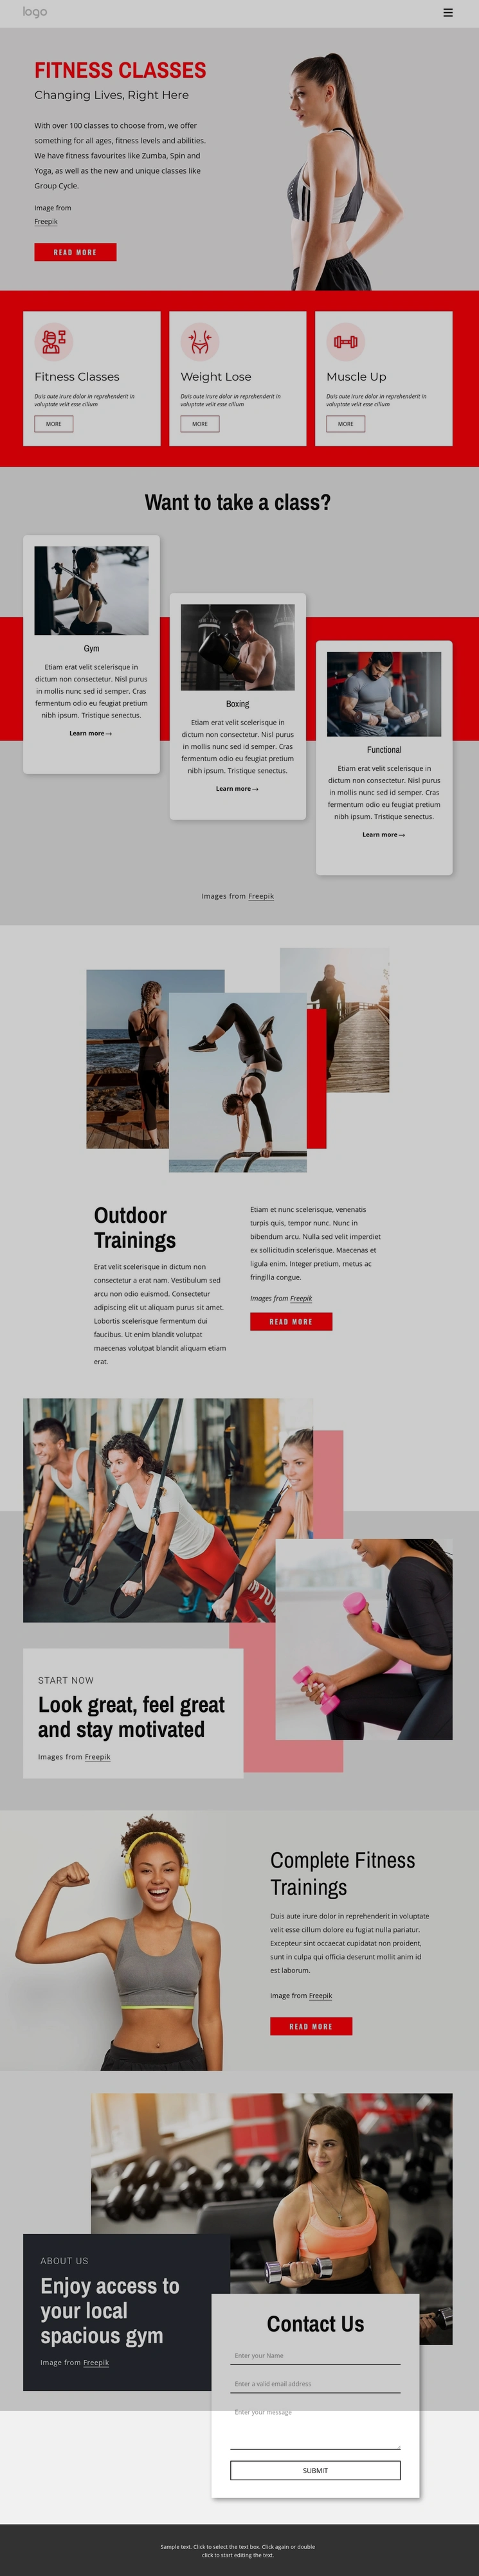 logo
FITNESS CLASSES
Changing Lives, Right Here
With over 100 classes to choose from, we offer
something for all ages, fitness levels and abilities.
We have fitness favourites like Zumba, Spin and
Yoga, as well as the new and unique classes like
Group Cycle.
Image from
Freepik
READ MORE
Fitness Classes
Duis aute irure dolor in reprehenderit in
voluptate velit esse cillum
MORE
Weight Lose
Duis aute irure dolor in reprehenderit in
voluptate velit esse cillum
MORE
Muscle Up
Duis aute irure dolor in reprehenderit in
voluptate velit esse cillum
MORE
Want to take a class?
Gym
Etiam erat velit scelerisque in
dictum non consectetur. Nisl purus
in mollis nunc sed id semper. Cras
fermentum odio eu feugiat pretium
nibh ipsum. Tristique senectus.
Learn more →
Boxing
Etiam erat velit scelerisque in
dictum non consectetur. Nisl purus
in mollis nunc sed id semper. Cras
fermentum odio eu feugiat pretium
nibh ipsum. Tristique senectus.
Learn more →
Functional
Etiam erat velit scelerisque in
dictum non consectetur. Nisl purus
in mollis nunc sed id semper. Cras
fermentum odio eu feugiat pretium
nibh ipsum. Tristique senectus.
Learn more →
Images from Freepik
Outdoor
Trainings
Erat velit scelerisque in dictum non
consectetur a erat nam. Vestibulum sed
arcu non odio euismod. Consectetur
adipiscing elit ut aliquam purus sit amet.
Lobortis scelerisque fermentum dui
faucibus. Ut enim blandit volutpat
maecenas volutpat blandit aliquam etiam
erat.
Etiam et nunc scelerisque, venenatis
turpis quis, tempor nunc. Nunc in
bibendum arcu. Nulla sed velit imperdiet
ex sollicitudin scelerisque. Maecenas et
ligula enim. Integer pretium, metus ac
fringilla congue.
Images from Freepik
READ MORE
START NOW
Look great, feel great
and stay motivated
Images from Freepik
Complete Fitness
Trainings
Duis aute irure dolor in reprehenderit in voluptate
velit esse cillum dolore eu fugiat nulla pariatur.
Excepteur sint occaecat cupidatat non proident,
sunt in culpa qui officia deserunt mollit anim id
est laborum.
Image from Freepik
READ MORE
ABOUT US
Enjoy access to
your local
spacious gym
Image from Freepik
Contact Us
Enter your Name
Enter a valid email address
Enter your message
SUBMIT
Sample text. Click to select the text box. Click again or double
click to start editing the text.